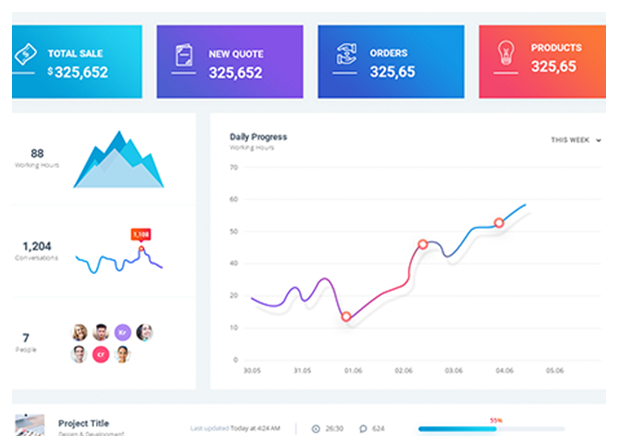 TOTAL SALE
$325,652
NEW QUOTE
325,652
ORDERS
325,65
PRODUCTS
325,65
88
Working Hours
1,204
Conversations
1,108
7
People
Kr
Kr
Daily Progress
Working Hours
THIS WEEK
70
60
50
40
20
10
0
30.05
31.05
01.06
02.06
03.06
04.06
05.06
Project Title
Design & Development
Last updated Today at 4:24 AM
26:30
624
55%